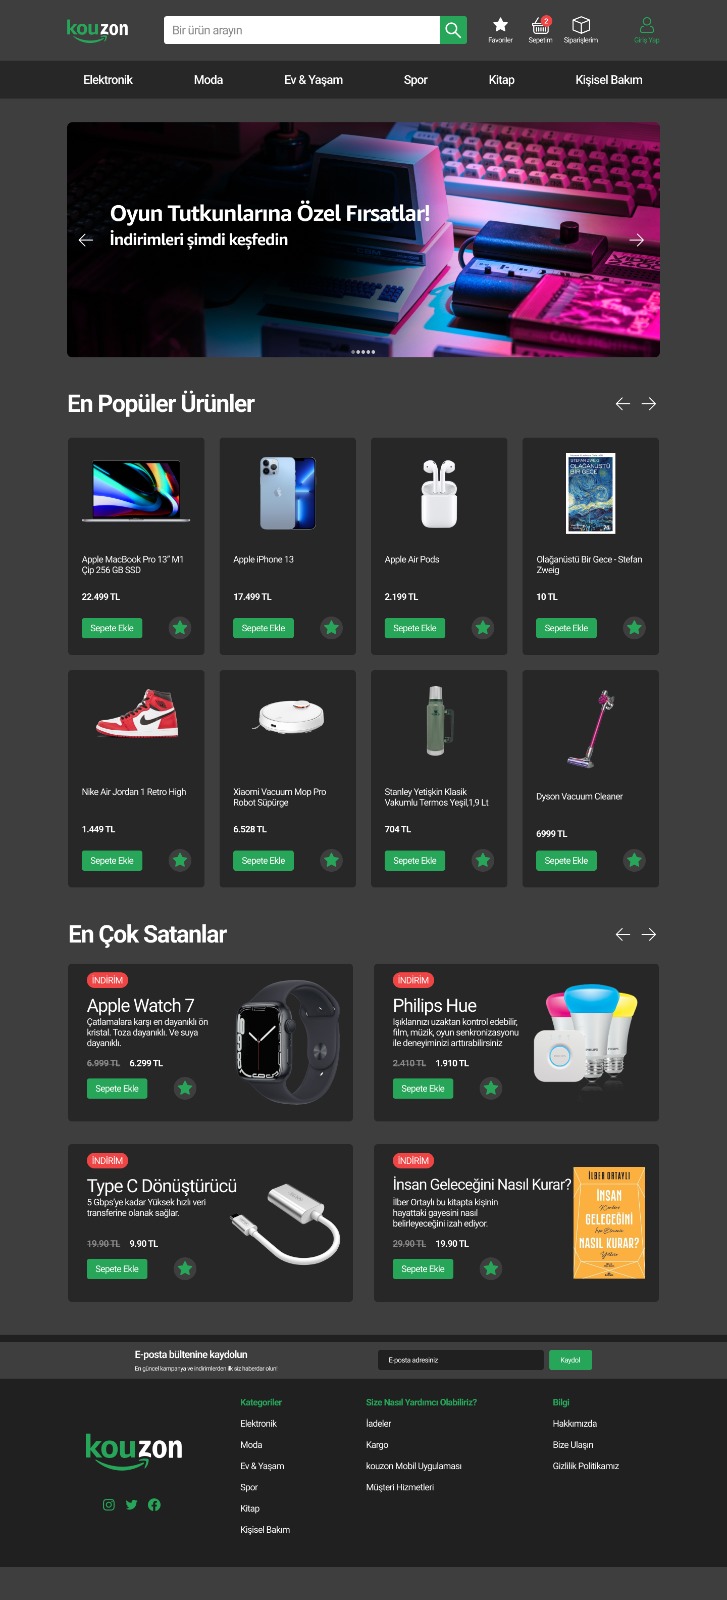 kouzon
Bir ürün arayın
2
Favoriler
Sepetim
Siparişlerim
Giriş Yap
Elektronik
Moda
Ev & Yaşam
Spor
Kitap
Kişisel Bakım
Oyun Tutkunlarına Özel Fırsatlar!
İndirimleri şimdi keşfedin
En Popüler Ürünler
STEFAN ZWEIG
OLAĞANÜSTÜ
BİR GECE
Apple MacBook Pro 13" M1
Çip 256 GB SSD
22.499 TL
Sepete Ekle
Apple iPhone 13
17.499 TL
Sepete Ekle
Apple Air Pods
2.199 TL
Sepete Ekle
Olağanüstü Bir Gece - Stefan
Zweig
10 TL
Sepete Ekle
Nike Air Jordan 1 Retro High
1.449 TL
Sepete Ekle
Xiaomi Vacuum Mop Pro
Robot Süpürge
6.528 TL
Sepete Ekle
Stanley Yetişkin Klasik
Vakumlu Termos Yeşil,1,9 Lt
704 TL
Sepete Ekle
Dyson Vacuum Cleaner
6999 TL
Sepete Ekle
En Çok Satanlar
İNDİRİM
Apple Watch 7
Çatlamalara karşı en dayanıklı ön
kristal. Toza dayanıklı. Ve suya
dayanıklı.
6.999 TL 6.299 TL
Sepete Ekle
İNDİRİM
Philips Hue
Işıklarınızı uzaktan kontrol edebilir,
film, müzik, oyun senkronizasyonu
ile deneyiminizi arttırabilirsiniz
2.410 TL 1.910 TL
Sepete Ekle
İNDİRİM
Type C Dönüştürücü
5 Gbps'ye kadar Yüksek hızlı veri
transferine olanak sağlar.
19.90 TL 9.90 TL
Sepete Ekle
İNDİRİM
İnsan Geleceğini Nasıl Kurar?
İlber Ortaylı bu kitapta kişinin
hayattaki gayesini nasıl
belirleyeceğini izah ediyor.
29.90 TL 19.90 TL
Sepete Ekle
İLBER ORTAYLI
İNSAN
GELECEĞİNİ
NASIL KURAR?
E-posta bültenine kaydolun
En güncel kampanya ve indirimlerden ilk siz haberdar olun!
E-posta adresiniz
Kaydol
kouzon
Kategoriler
Elektronik
Moda
Ev & Yaşam
Spor
Kitap
Kişisel Bakım
Size Nasıl Yardımcı Olabiliriz?
İadeler
Kargo
kouzon Mobil Uygulaması
Müşteri Hizmetleri
Bilgi
Hakkımızda
Bize Ulaşın
Gizlilik Politikamız